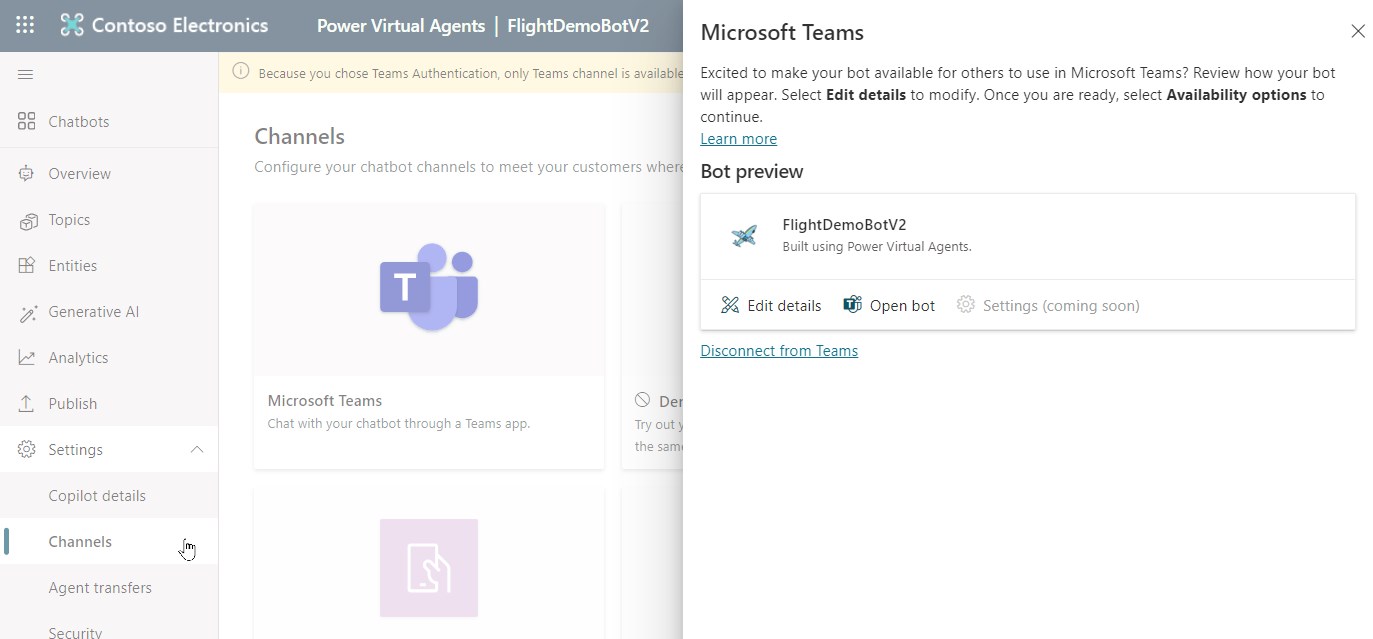 Contoso Electronics
Power Virtual Agents | FlightDemoBotV2
Because you chose Teams Authentication, only Teams channel is available
Chatbots
Overview
Topics
Entities
Generative AI
Analytics
Publish
Settings
Copilot details
Channels
Agent transfers
Security
Channels
Configure your chatbot channels to meet your customers where
T
Microsoft Teams
Chat with your chatbot through a Teams app.
Try out
the same
Microsoft Teams
Excited to make your bot available for others to use in Microsoft Teams? Review how your bot
will appear. Select Edit details to modify. Once you are ready, select Availability options to
continue.
Learn more
Bot preview
FlightDemoBotV2
Built using Power Virtual Agents.
Edit details
Open bot
Settings (coming soon)
Disconnect from Teams